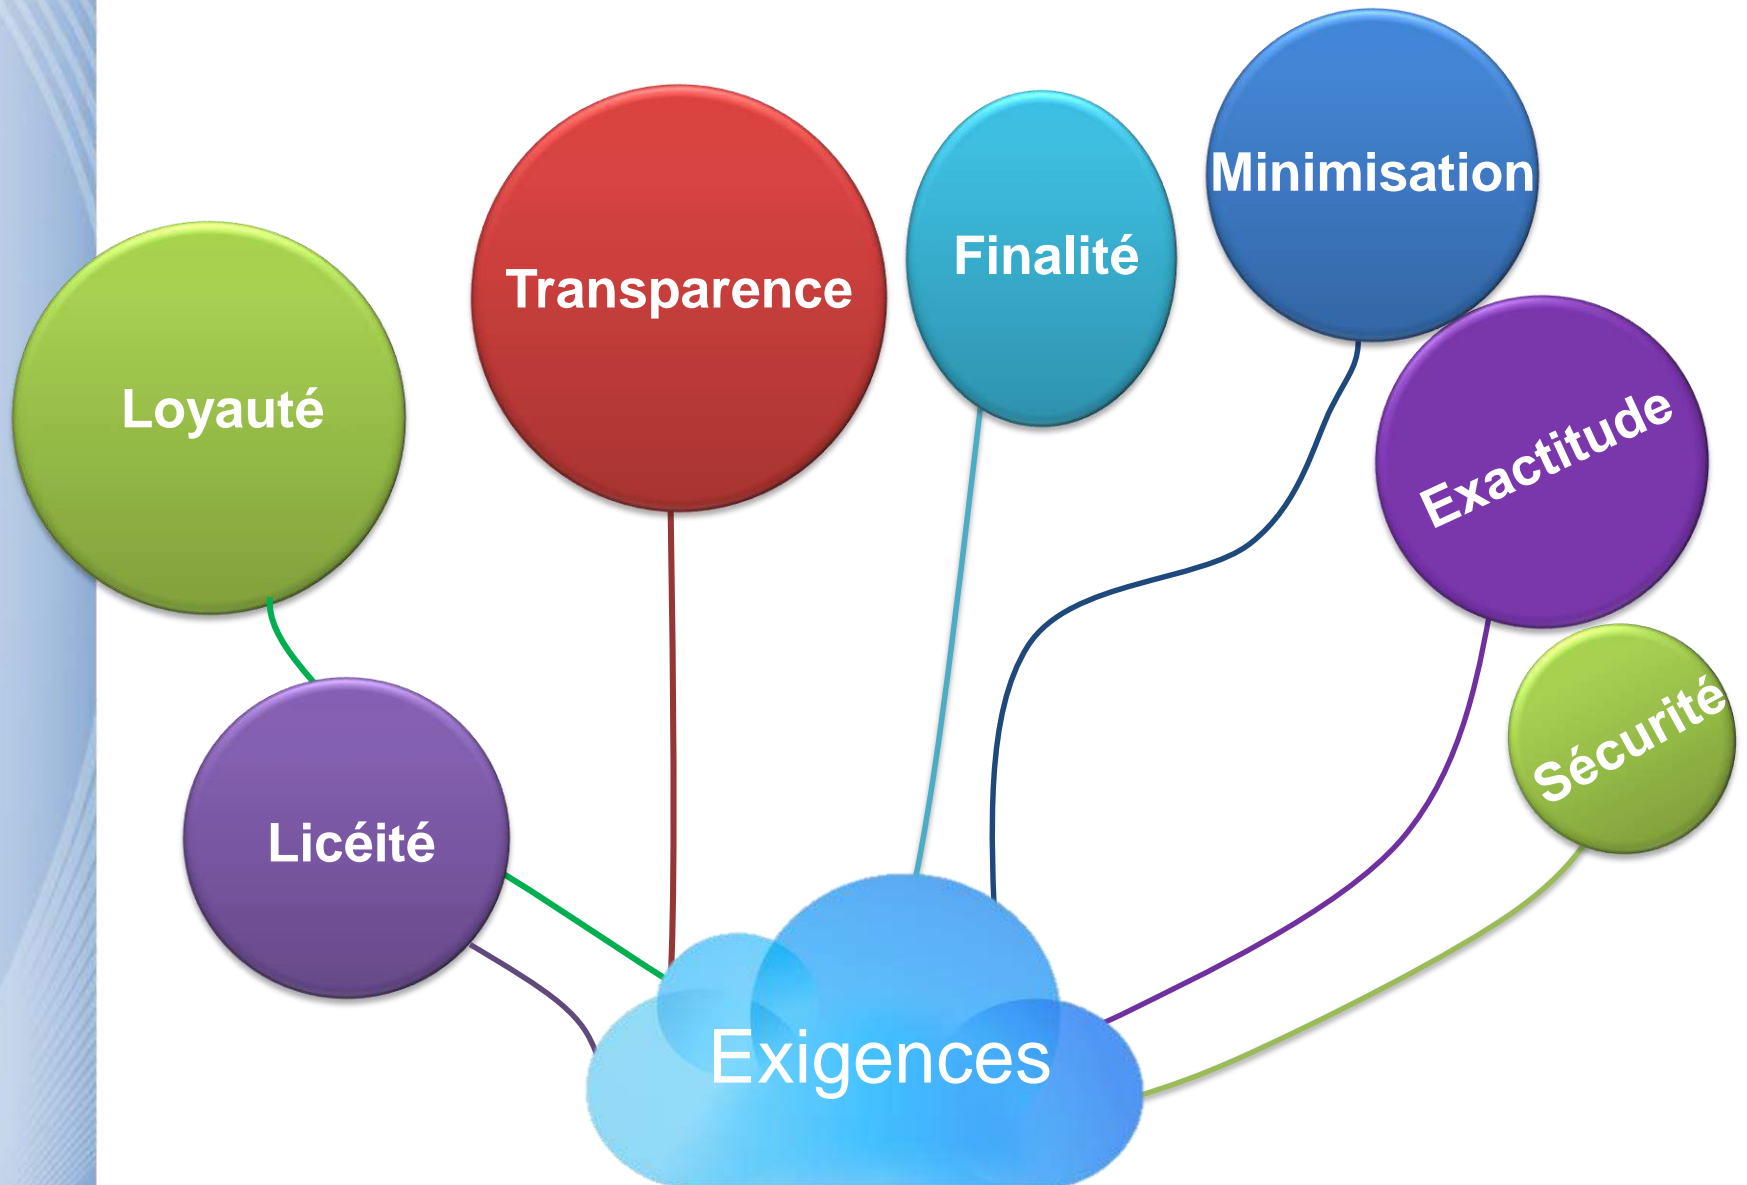 Minimisation
Finalité
Transparence
Loyauté
Exactitude
Sécurité
Licéité
Exigences